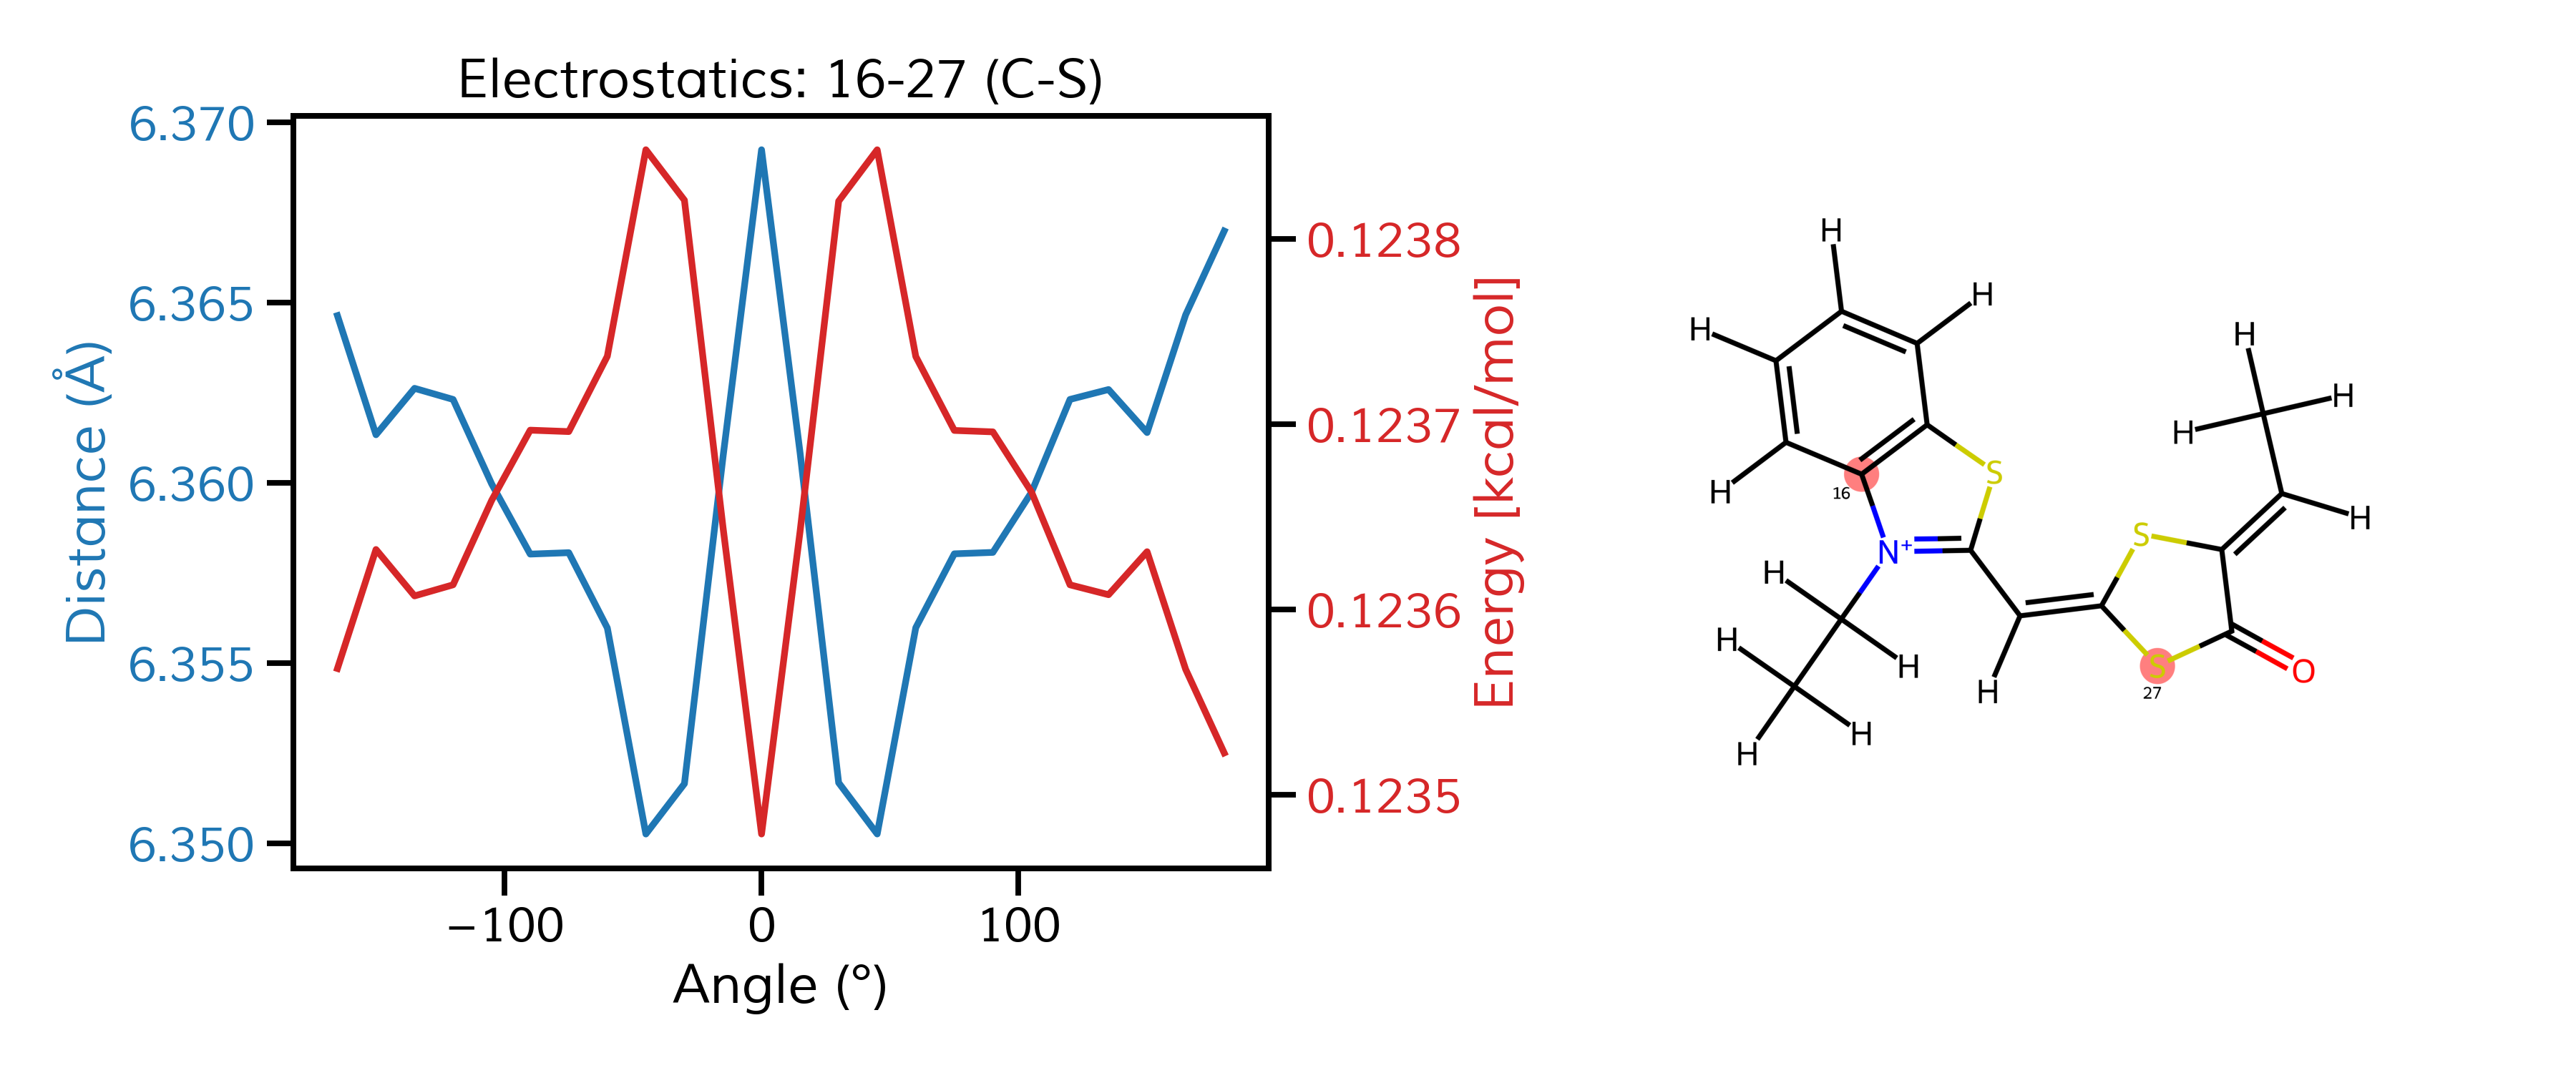 Electrostatics: 16-27 (C-S)
6.370
6.365
6.360
6.355
6.350
Distance (Å)
−100
0
100
Angle (°)
0.1238
0.1237
0.1236
0.1235
Energy [kcal/mol]
H
H
H
H
H
H
H
S
16
H
S
N⁺
H
H
H
S
O
27
H
H
H